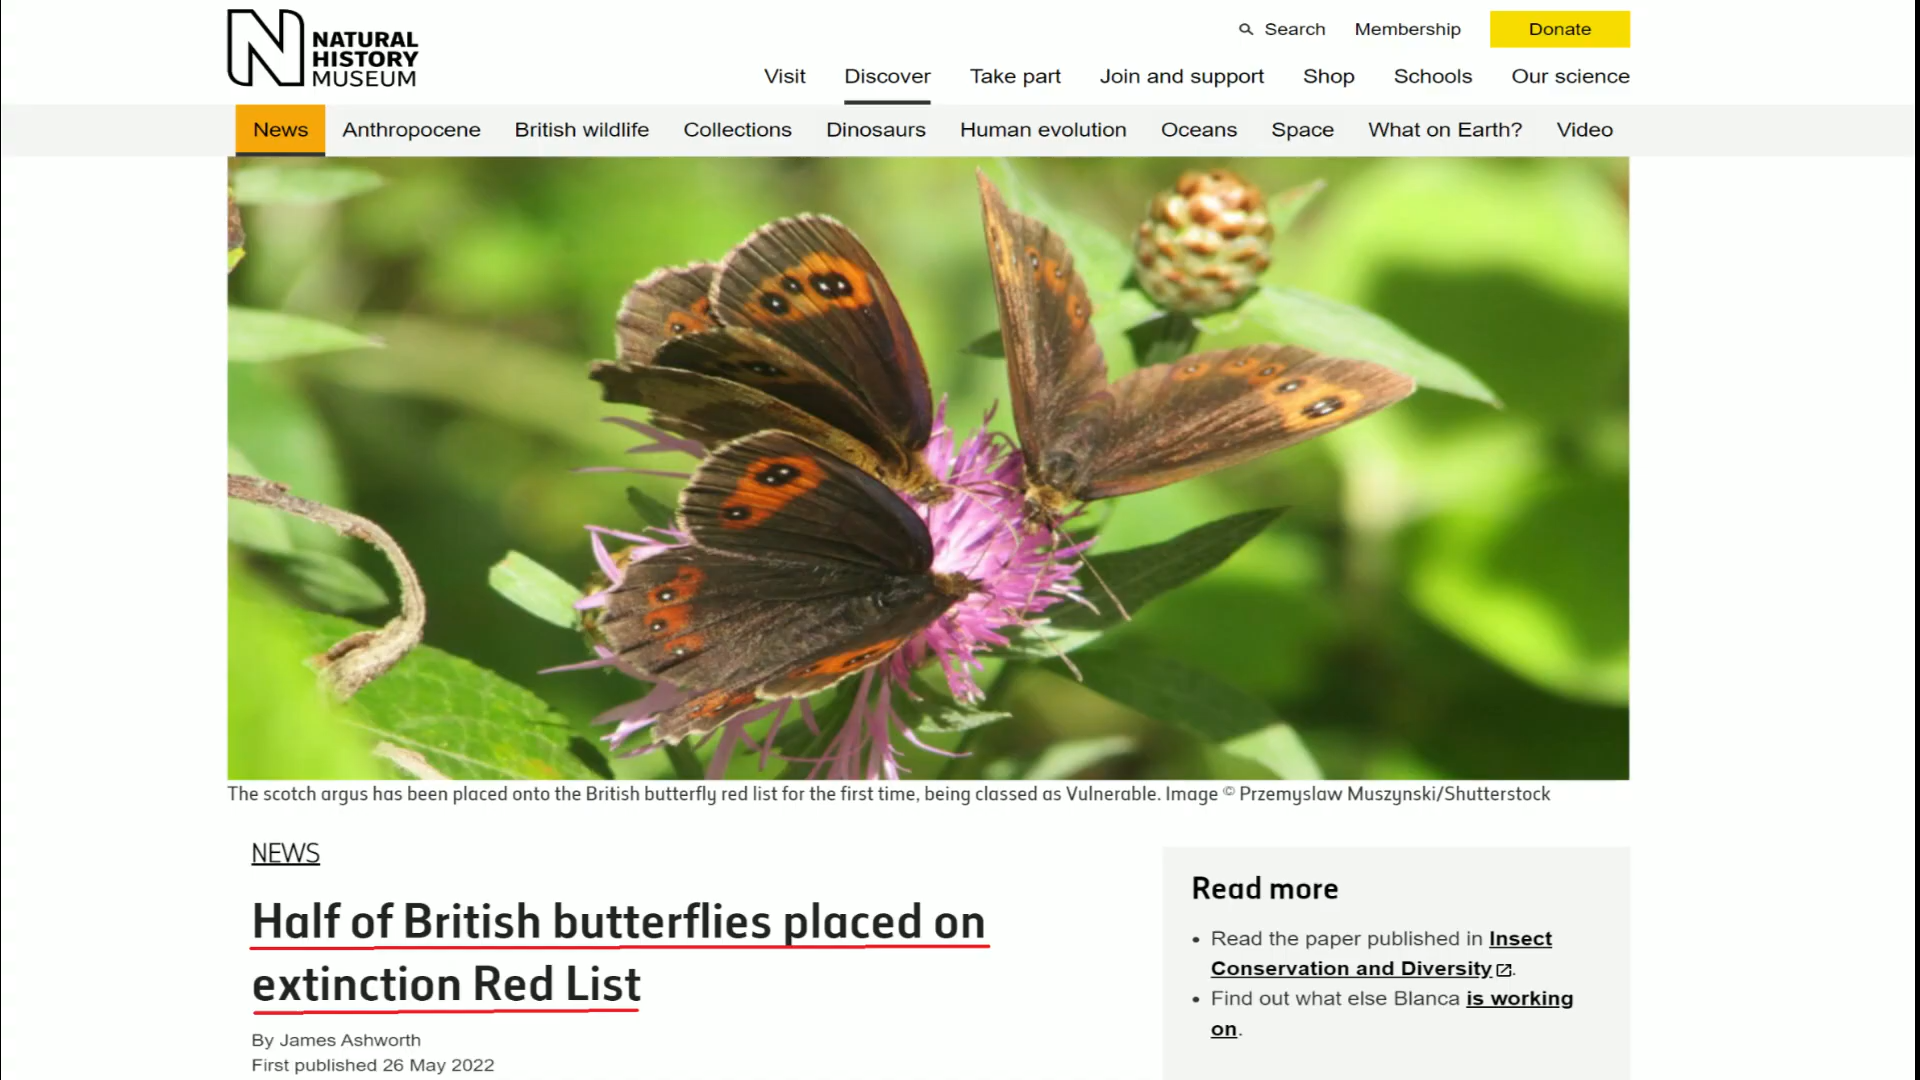 NATURAL
HISTORY
MUSEUM
Search Membership Donate
Visit Discover Take part Join and support Shop Schools Our science
News Anthropocene British wildlife Collections Dinosaurs Human evolution Oceans Space What on Earth? Video
The scotch argus has been placed onto the British butterfly red list for the first time, being classed as Vulnerable. Image © Przemyslaw Muszynski/Shutterstock
NEWS
Half of British butterflies placed on
extinction Red List
By James Ashworth
First published 26 May 2022
Read more
• Read the paper published in Insect
Conservation and Diversity.
• Find out what else Blanca is working
on.